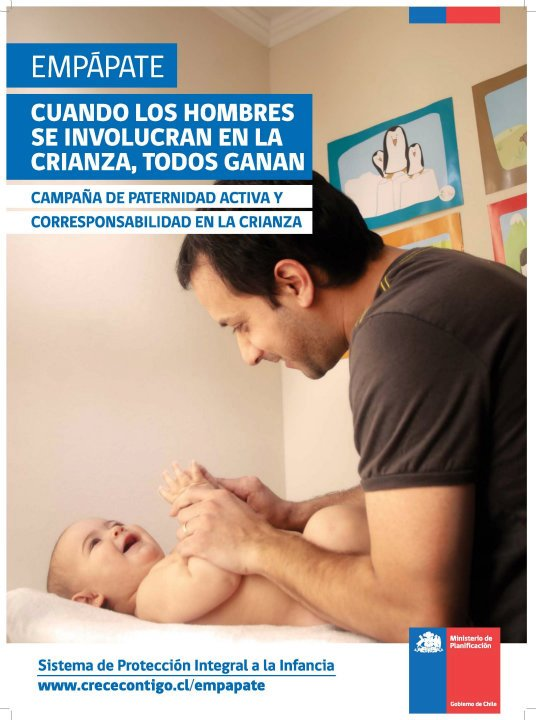 EMPÁPATE
CUANDO LOS HOMBRES
SE INVOLUCRAN EN LA
CRIANZA, TODOS GANAN
CAMPAÑA DE PATERNIDAD ACTIVA Y
CORRESPONSABILIDAD EN LA CRIANZA
Ministerio de
Planificación
Gobierno de Chile
Sistema de Protección Integral a la Infancia
www.crececontigo.cl/empapate